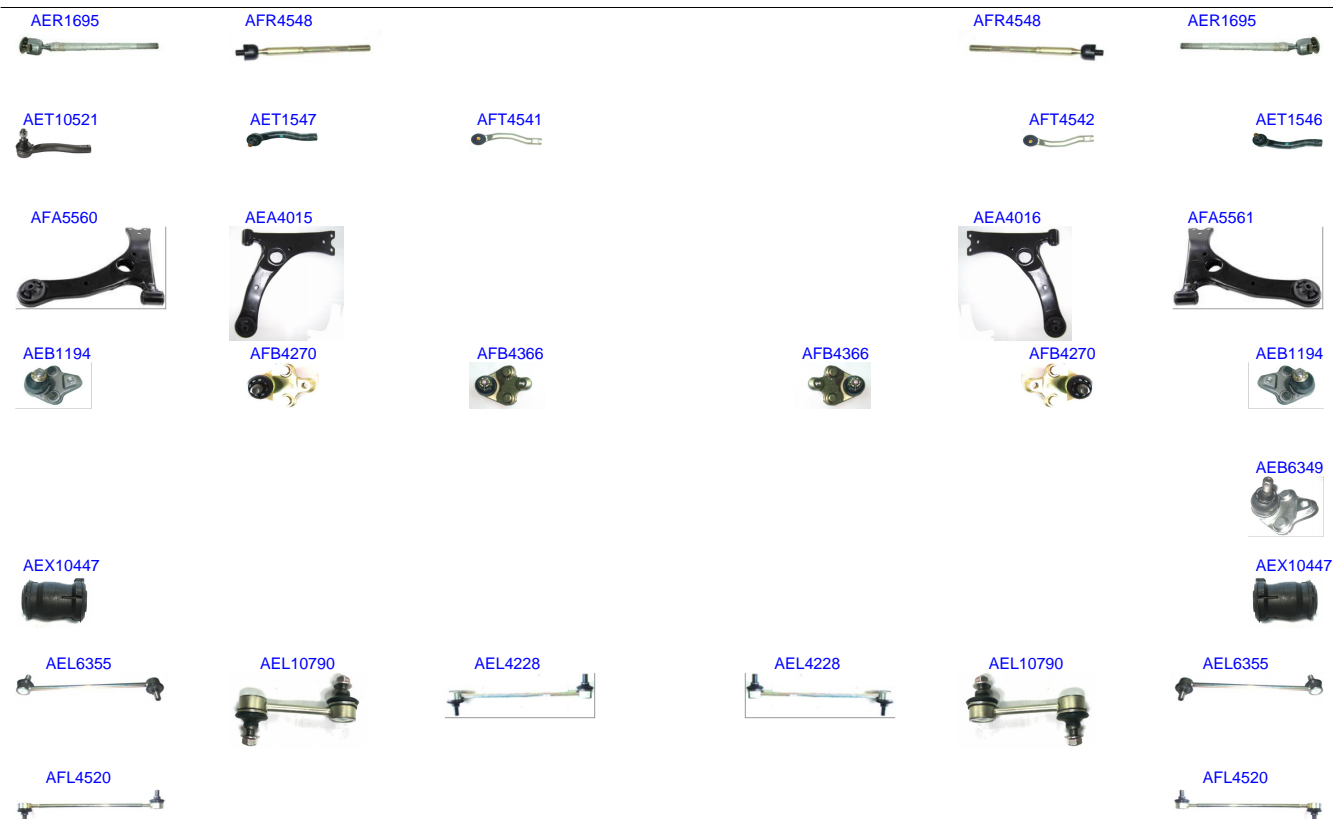 AER1695 AFR4548 AFR4548 AER1695
AET10521 AET1547 AFT4541 AFT4542 AET1546
AFA5560 AEA4015 AEA4016 AFA5561
AEB1194 AFB4270 AFB4366 AFB4366 AFB4270 AEB1194
AEB6349
AEX10447 AEX10447
AEL6355 AEL10790 AEL4228 AEL4228 AEL10790 AEL6355
AFL4520 AFL4520